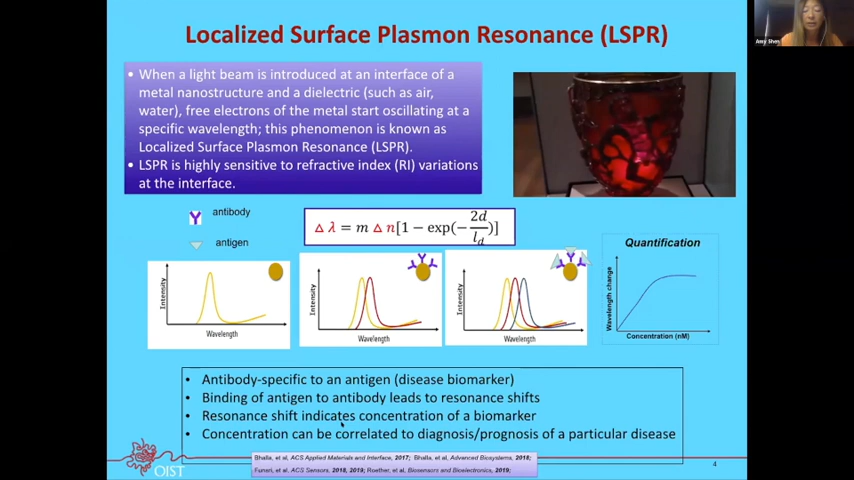 Localized Surface Plasmon Resonance (LSPR)
Amy Shen
• When a light beam is introduced at an interface of a
metal nanostructure and a dielectric (such as air,
water), free electrons of the metal start oscillating at a
specific wavelength; this phenomenon is known as
Localized Surface Plasmon Resonance (LSPR).
• LSPR is highly sensitive to refractive index (RI) variations
at the interface.
antibody
antigen
△ λ = m △ n[1 − exp(−2d/l_d)]
Intensity
Wavelength
Intensity
Wavelength
Intensity
Wavelength
Quantification
Wavelength change
Concentration (nM)
• Antibody-specific to an antigen (disease biomarker)
• Binding of antigen to antibody leads to resonance shifts
• Resonance shift indicates concentration of a biomarker
• Concentration can be correlated to diagnosis/prognosis of a particular disease
OIST
Bhalla, et al, ACS Applied Materials and Interface, 2017; Bhalla, et al, Advanced Biosystems, 2018;
Funari, et al, ACS Sensors, 2018, 2019; Roether, et al, Biosensors and Bioelectronics, 2019;
4